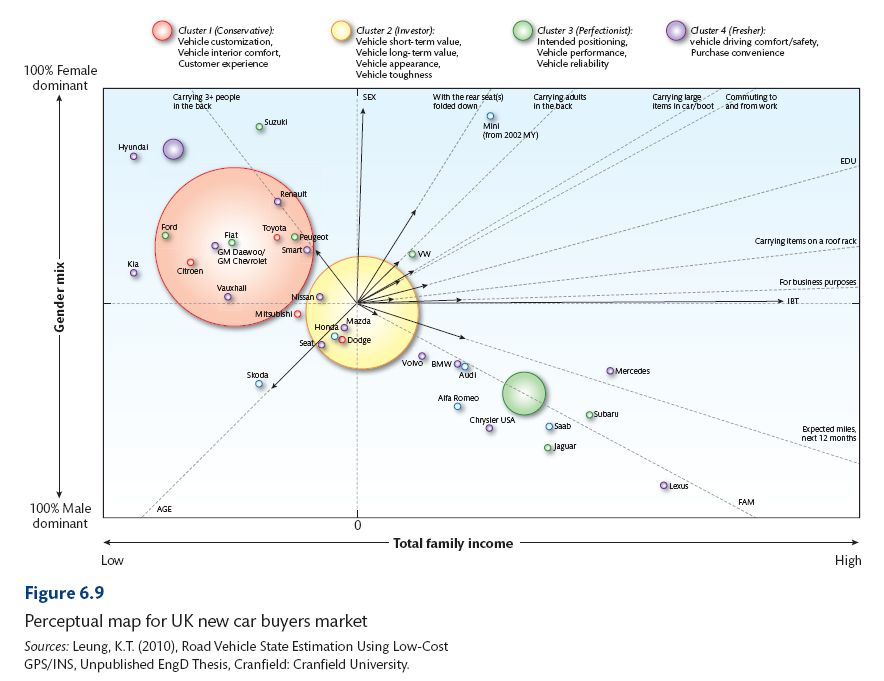 Cluster 1 (Conservative):
Vehicle customization,
Vehicle interior comfort,
Customer experience
Cluster 2 (Investor):
Vehicle short-term value,
Vehicle long-term value,
Vehicle appearance,
Vehicle toughness
Cluster 3 (Perfectionist):
Intended positioning,
Vehicle performance,
Vehicle reliability
Cluster 4 (Fresher):
vehicle driving comfort/safety,
Purchase convenience
100% Female
dominant
Carrying 3+ people
in the back
SEX
With the rear seat(s)
folded down
Carrying adults
in the back
Carrying large
items in car/boot
Commuting to
and from work
Suzuki
Mini
(from 2002 MY)
Hyundai
EDU
Renault
Ford
Fiat
Toyota
Peugeot
Carrying items on a roof rack
GM Daewoo/
GM Chevrolet
Smart
VW
Kia
Citroen
For business purposes
Vauxhall
Nissan
IBT
Gender mix
Mitsubishi
Mazda
Honda
Dodge
Seat
Volvo
BMW
Audi
Mercedes
Skoda
Alfa Romeo
Chrysler USA
Subaru
Saab
Expected miles,
next 12 months
Jaguar
Lexus
FAM
AGE
100% Male
dominant
0
Total family income
Low
High
Figure 6.9
Perceptual map for UK new car buyers market
Sources: Leung, K.T. (2010), Road Vehicle State Estimation Using Low-Cost
GPS/INS, Unpublished EngD Thesis, Cranfield: Cranfield University.